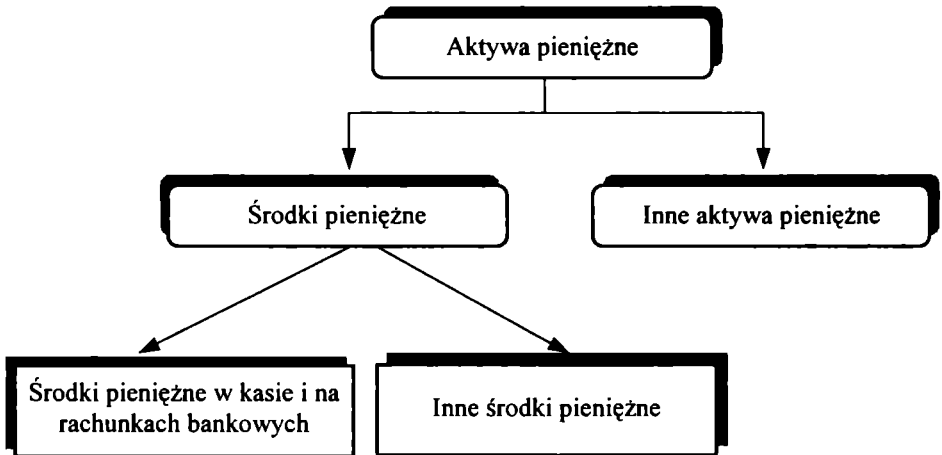 Aktywa pieniężne
Środki pieniężne
Inne aktywa pieniężne
Środki pieniężne w kasie i na
rachunkach bankowych
Inne środki pieniężne